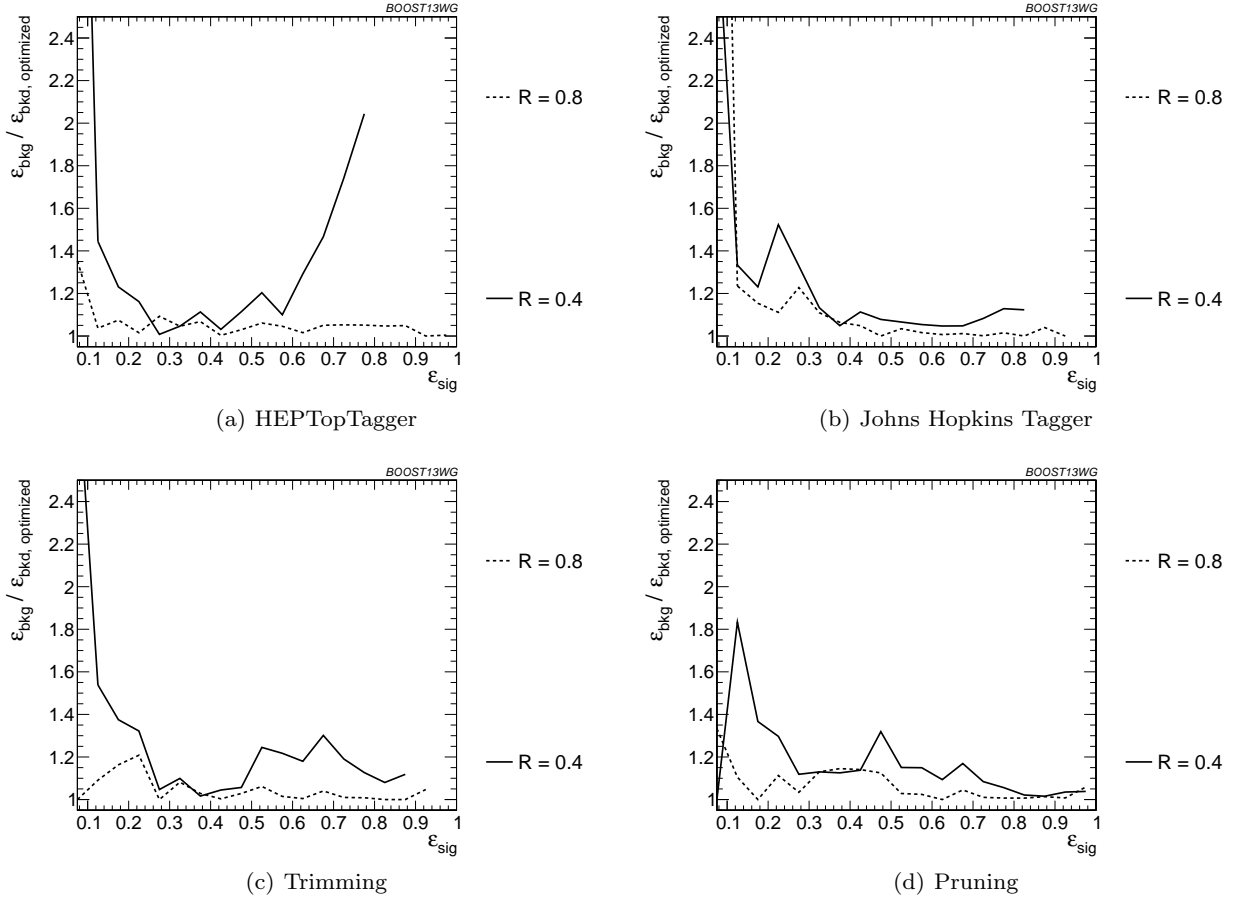 BOOST13WG
ε_bkg / ε_bkd, optimized
2.4
2.2
2
1.8
1.6
1.4
1.2
1
0.1 0.2 0.3 0.4 0.5 0.6 0.7 0.8 0.9 1
ε_sig
R = 0.8
R = 0.4
(a) HEPTopTagger
BOOST13WG
ε_bkg / ε_bkd, optimized
2.4
2.2
2
1.8
1.6
1.4
1.2
1
0.1 0.2 0.3 0.4 0.5 0.6 0.7 0.8 0.9 1
ε_sig
R = 0.8
R = 0.4
(b) Johns Hopkins Tagger
BOOST13WG
ε_bkg / ε_bkd, optimized
2.4
2.2
2
1.8
1.6
1.4
1.2
1
0.1 0.2 0.3 0.4 0.5 0.6 0.7 0.8 0.9 1
ε_sig
R = 0.8
R = 0.4
(c) Trimming
BOOST13WG
ε_bkg / ε_bkd, optimized
2.4
2.2
2
1.8
1.6
1.4
1.2
1
0.1 0.2 0.3 0.4 0.5 0.6 0.7 0.8 0.9 1
ε_sig
R = 0.8
R = 0.4
(d) Pruning